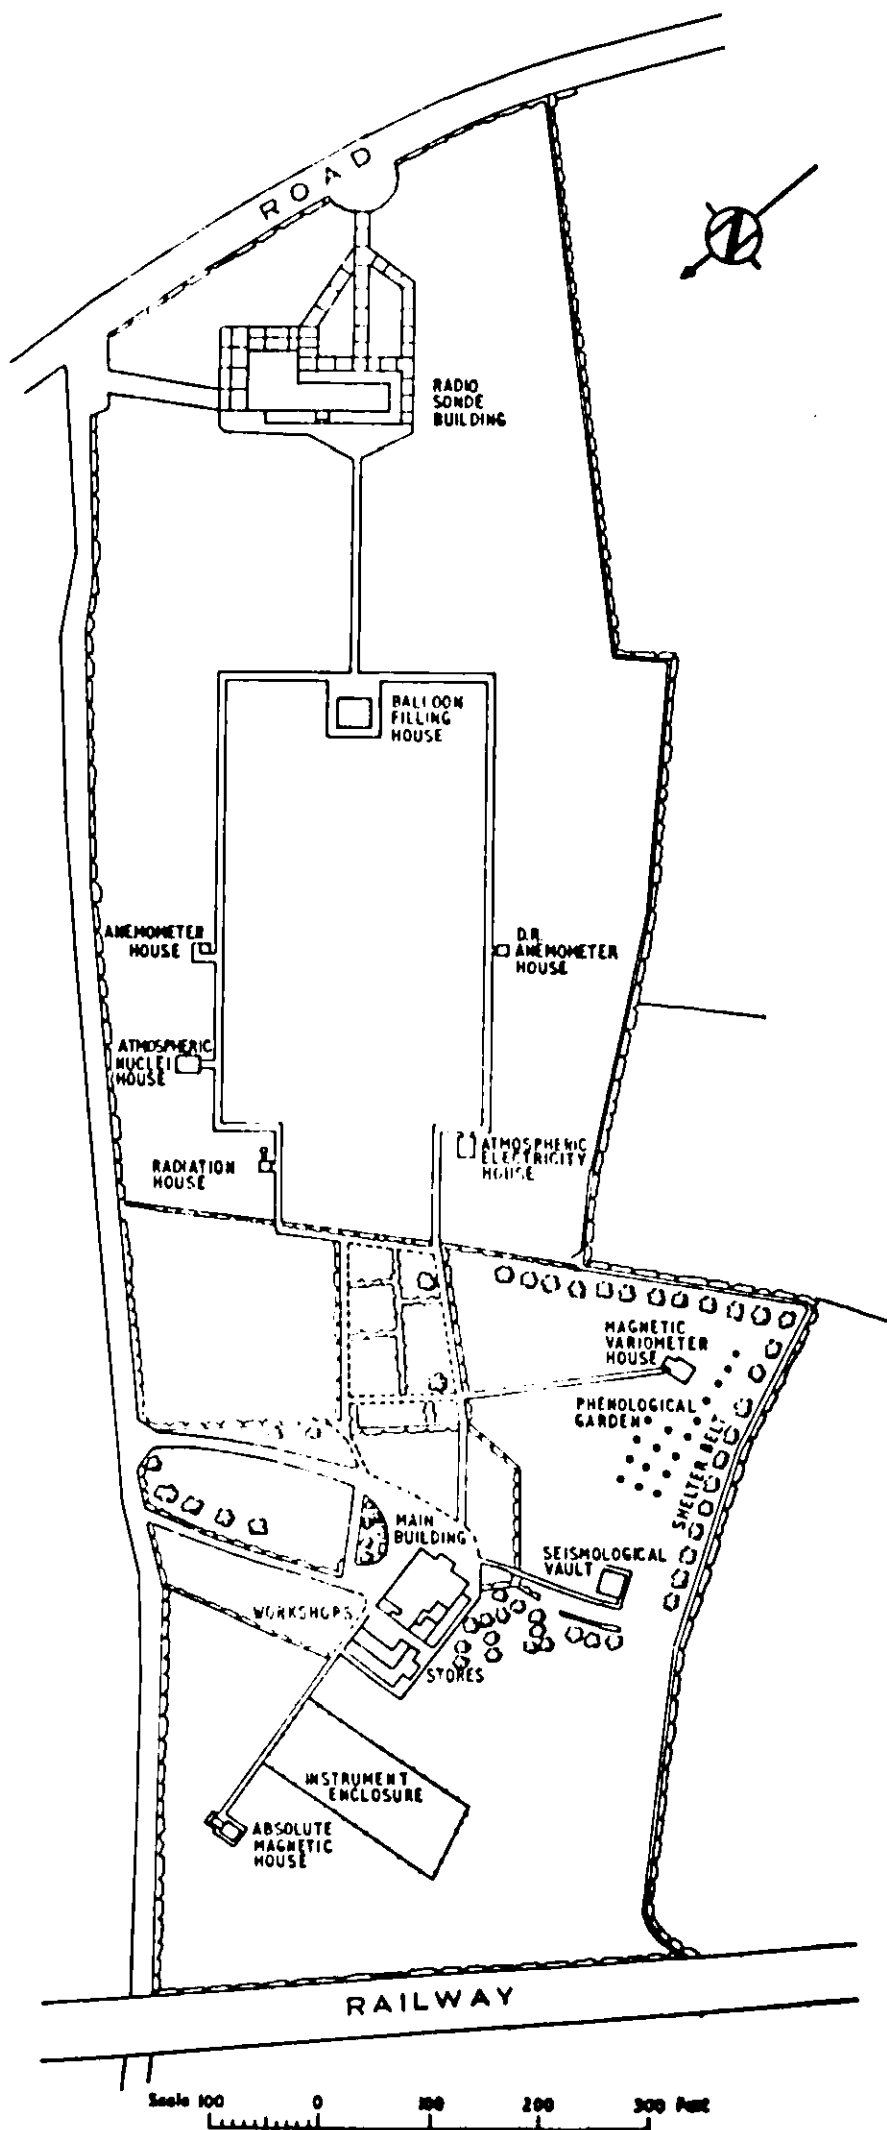 ROAD
N
RADIO
SONDE
BUILDING
BALLOON
FILLING
HOUSE
ANEMOMETER
HOUSE
D.R.
ANEMOMETER
HOUSE
ATMOSPHERIC
NUCLEI
HOUSE
RADIATION
HOUSE
ATMOSPHERIC
ELECTRICITY
HOUSE
MAGNETIC
VARIOMETER
HOUSE
PHENOLOGICAL
GARDEN
SHELTER BELT
MAIN
BUILDING
SEISMOLOGICAL
VAULT
WORKSHOPS
STORES
INSTRUMENT
ENCLOSURE
ABSOLUTE
MAGNETIC
HOUSE
RAILWAY
Scale 100 0 100 200 300 Feet